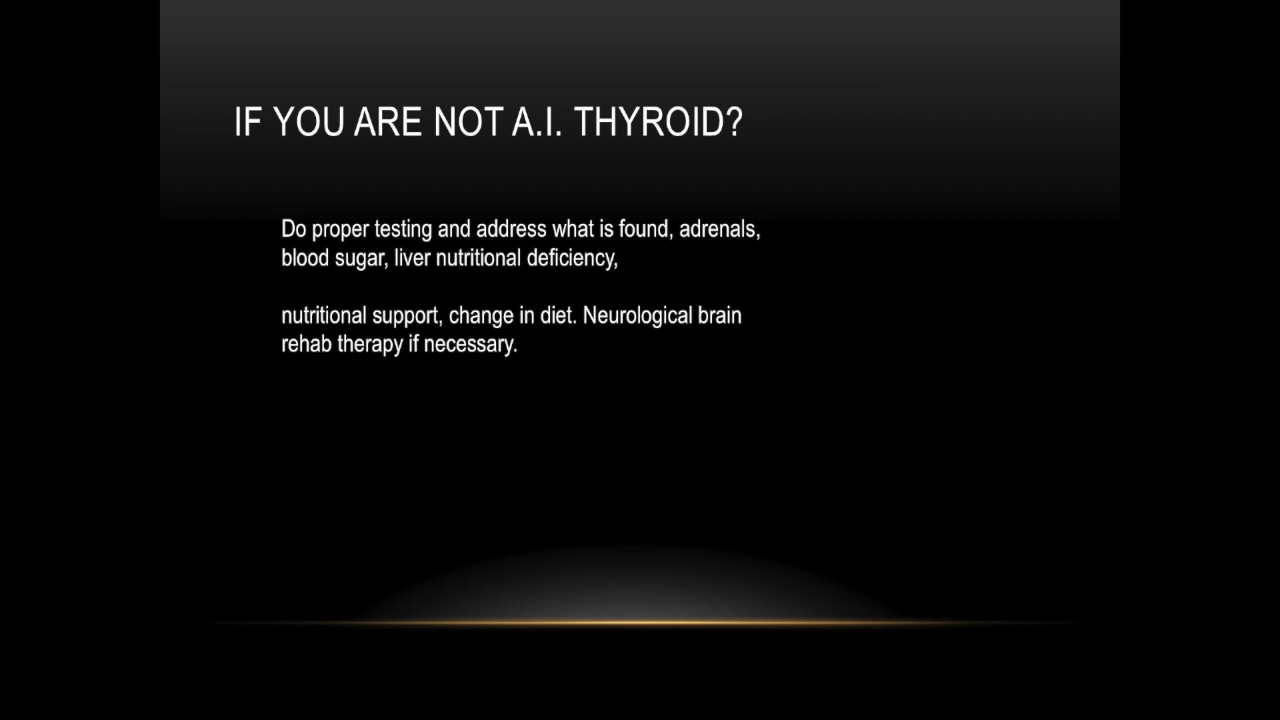 IF YOU ARE NOT A.I. THYROID?
Do proper testing and address what is found, adrenals,
blood sugar, liver nutritional deficiency,
nutritional support, change in diet. Neurological brain
rehab therapy if necessary.